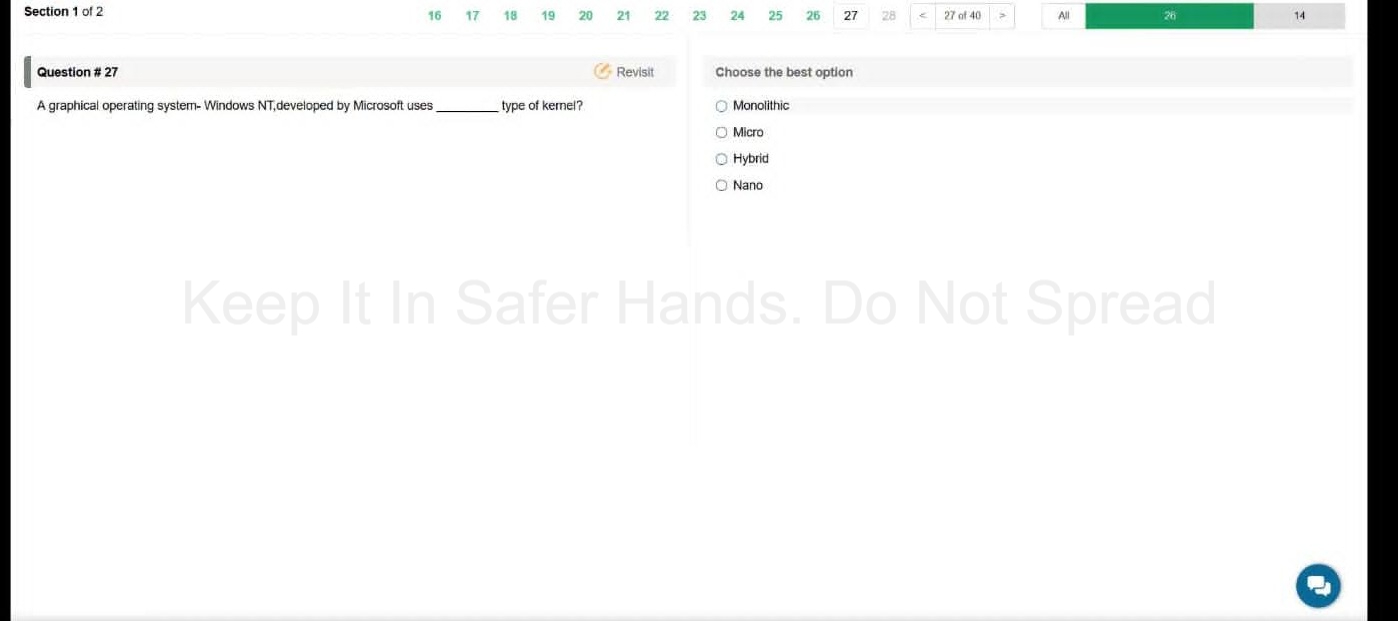 Section 1 of 2
16 17 18 19 20 21 22 23 24 25 26 27 28 < 27 of 40 > All 26 14
Question # 27
Revisit
A graphical operating system- Windows NT,developed by Microsoft uses ________ type of kernel?
Choose the best option
Monolithic
Micro
Hybrid
Nano
Keep It In Safer Hands. Do Not Spread